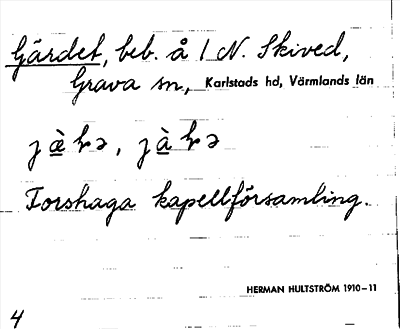 Gärdet, beb. å 1 N. Skived,
Grava sn, Karlstads hd, Värmlands län
Torshaga kapellförsamling.
HERMAN HULTSTRÖM 1910–11
4